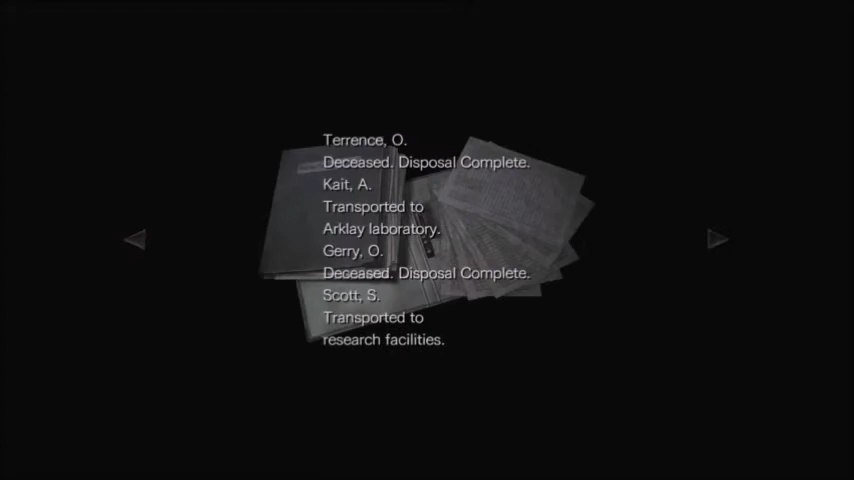 Terrence, O.
Deceased. Disposal Complete.
Kait, A.
Transported to
Arklay laboratory.
Gerry, O.
Deceased. Disposal Complete.
Scott, S.
Transported to
research facilities.